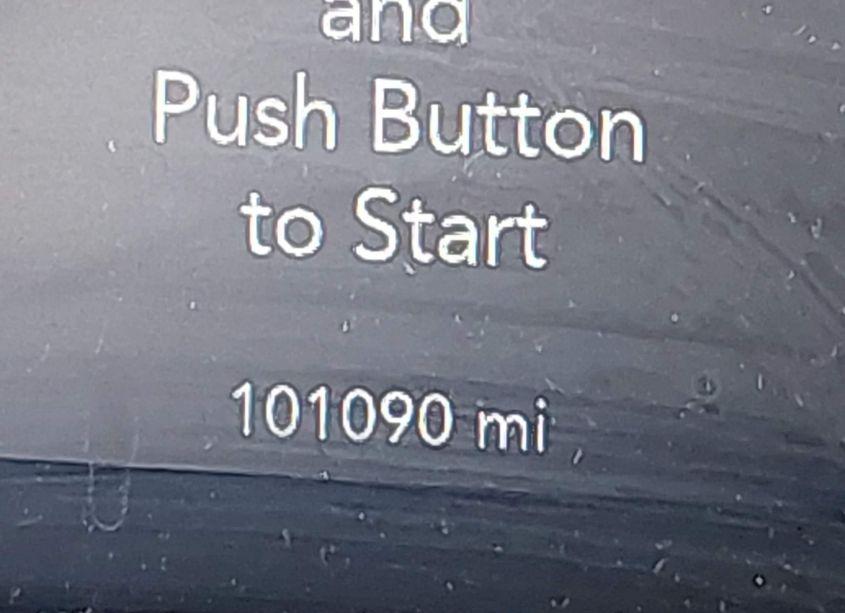 and
Push Button
to Start
101090 mi